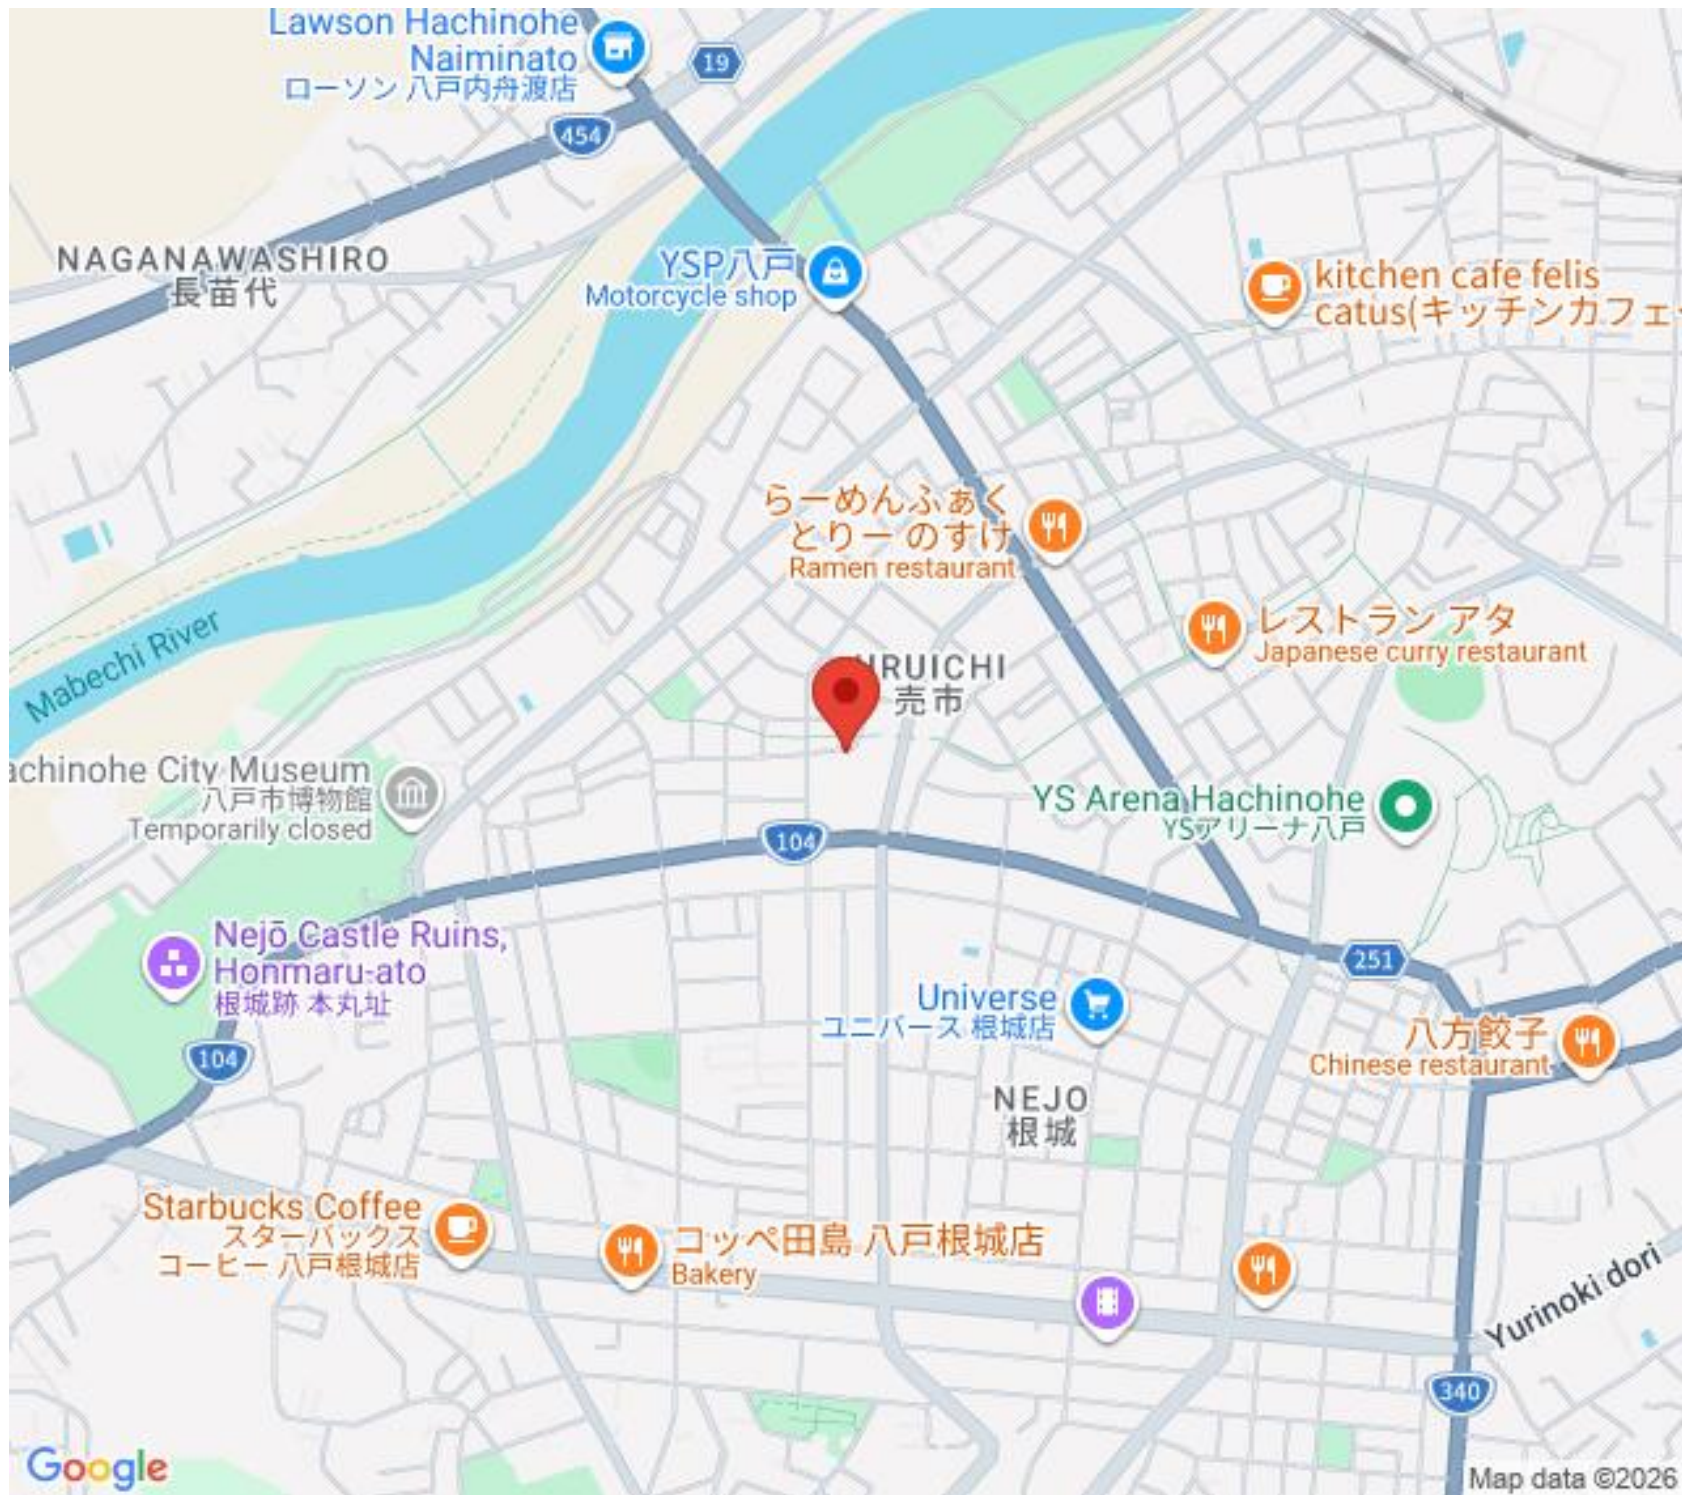 Lawson Hachinohe
Naiminato
ローソン 八戸内舟渡店
19
454
NAGANAWASHIRO
長苗代
YSP八戸
Motorcycle shop
kitchen cafe felis
catus(キッチンカフェ
らーめんふぁく
とりー のすけ
Ramen restaurant
レストラン アタ
Japanese curry restaurant
Mabechi River
URUICHI
売市
achinohe City Museum
八戸市博物館
Temporarily closed
YS Arena Hachinohe
YSアリーナ八戸
104
Nejō Castle Ruins,
Honmaru-ato
根城跡 本丸址
251
Universe
ユニバース 根城店
八方餃子
Chinese restaurant
104
NEJO
根城
Starbucks Coffee
スターバックス
コーヒー 八戸根城店
コッペ田島 八戸根城店
Bakery
Yurinoki dori
340
Google
Map data ©2026